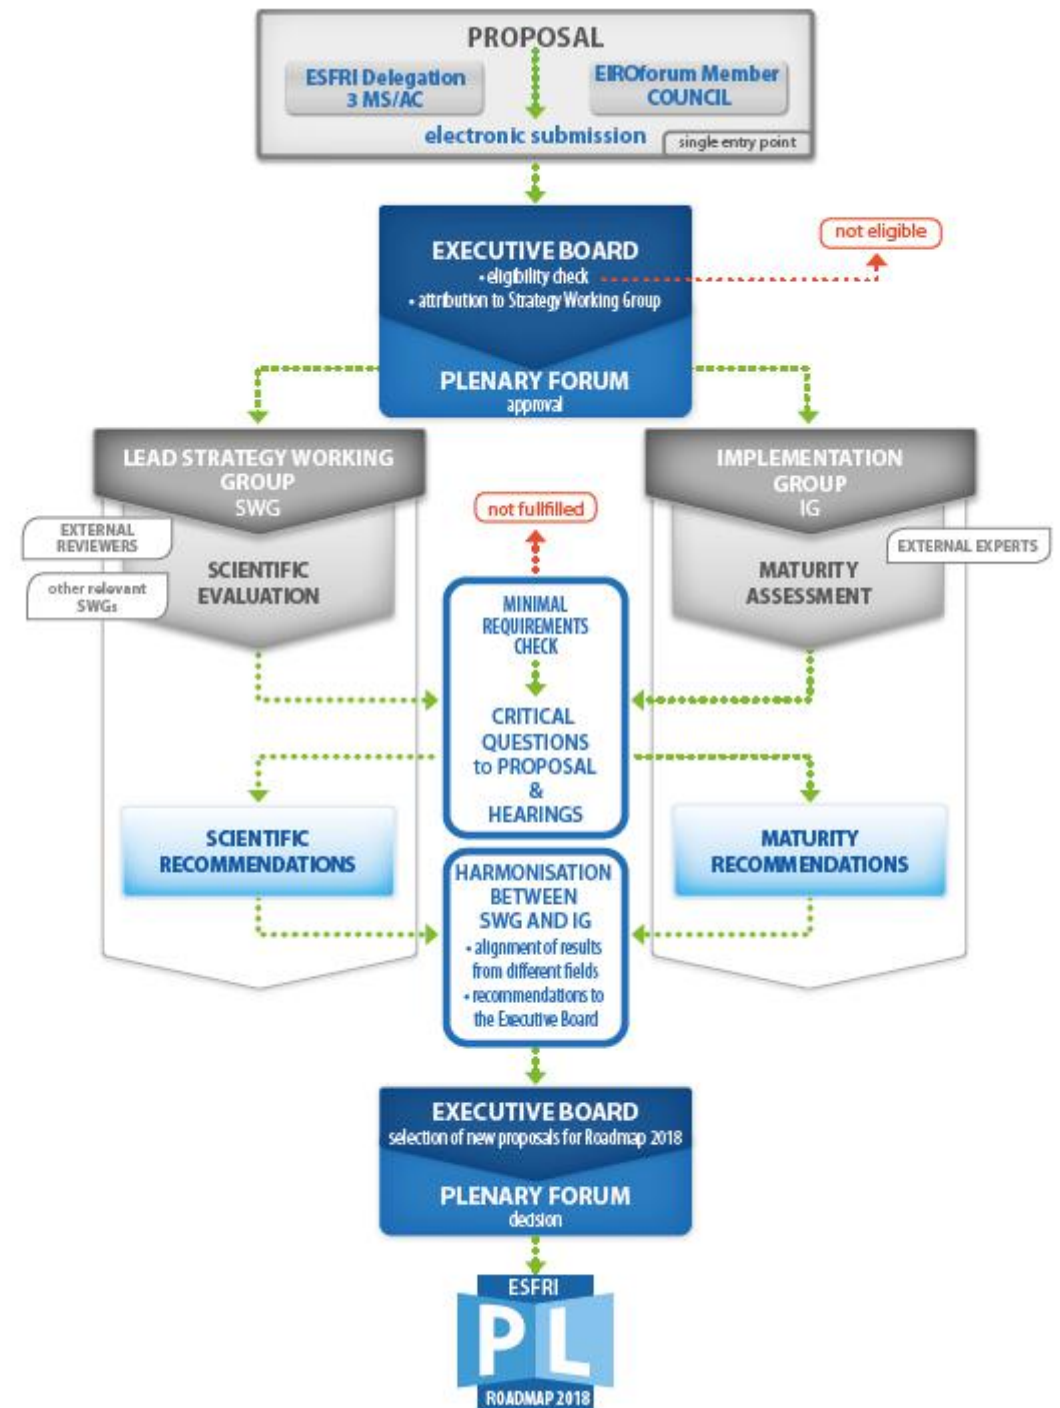 PROPOSAL
ESFRI Delegation
3 MS/AC
EIROforum Member
COUNCIL
electronic submission
single entry point
EXECUTIVE BOARD
• eligibility check
• attribution to Strategy Working Group
not eligible
PLENARY FORUM
approval
LEAD STRATEGY WORKING
GROUP
SWG
EXTERNAL
REVIEWERS
other relevant
SWGs
SCIENTIFIC
EVALUATION
IMPLEMENTATION
GROUP
IG
EXTERNAL EXPERTS
MATURITY
ASSESSMENT
not fullfilled
MINIMAL
REQUIREMENTS
CHECK
CRITICAL
QUESTIONS
to PROPOSAL
&
HEARINGS
SCIENTIFIC
RECOMMENDATIONS
MATURITY
RECOMMENDATIONS
HARMONISATION
BETWEEN
SWG AND IG
• alignment of results
from different fields
• recommendations to
the Executive Board
EXECUTIVE BOARD
selection of new proposals for Roadmap 2018
PLENARY FORUM
decision
ESFRI
PL
ROADMAP 2018